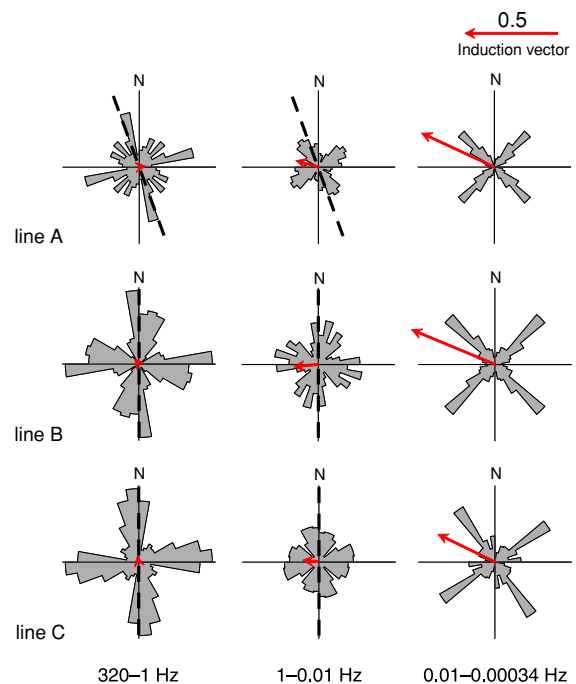 0.5
Induction vector
N N N
line A
N N N
line B
N N N
line C
320–1 Hz 1–0.01 Hz 0.01–0.00034 Hz